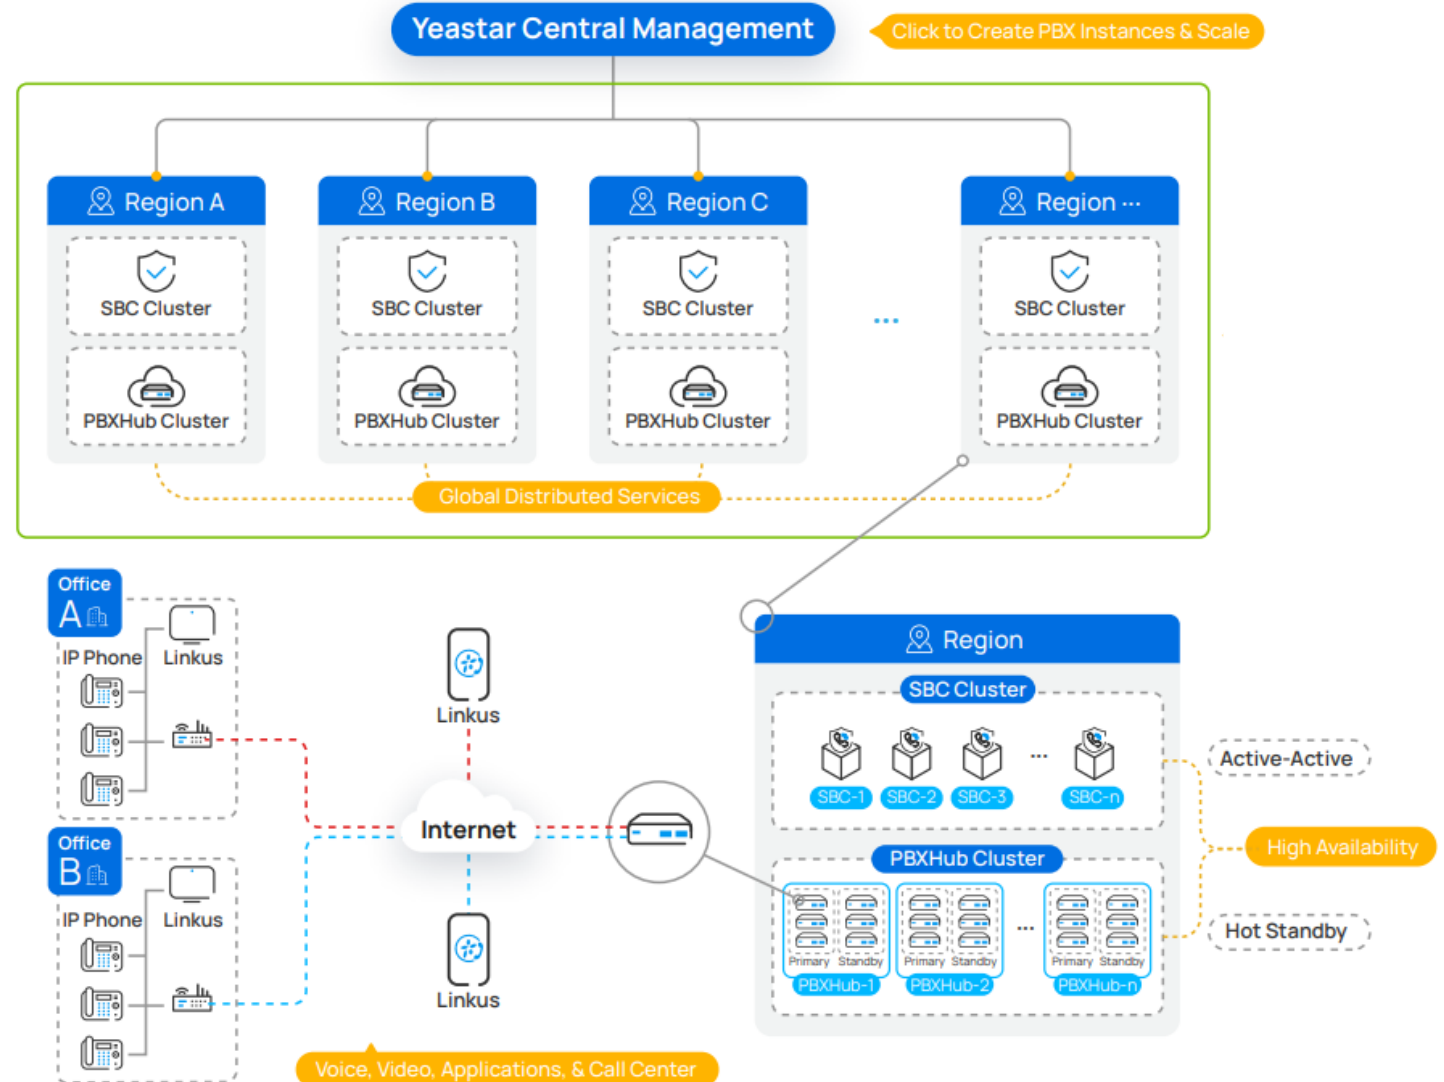 Yeastar Central Management
Click to Create PBX Instances & Scale
Region A
Region B
Region C
Region ···
SBC Cluster
SBC Cluster
SBC Cluster
SBC Cluster
...
PBXHub Cluster
PBXHub Cluster
PBXHub Cluster
PBXHub Cluster
Global Distributed Services
Office
A
IP Phone
Linkus
Linkus
Internet
Office
B
IP Phone
Linkus
Linkus
Voice, Video, Applications, & Call Center
Region
SBC Cluster
...
SBC-1
SBC-2
SBC-3
SBC-n
PBXHub Cluster
...
Primary
Standby
Primary
Standby
Primary
Standby
PBXHub-1
PBXHub-2
PBXHub-n
Active-Active
High Availability
Hot Standby